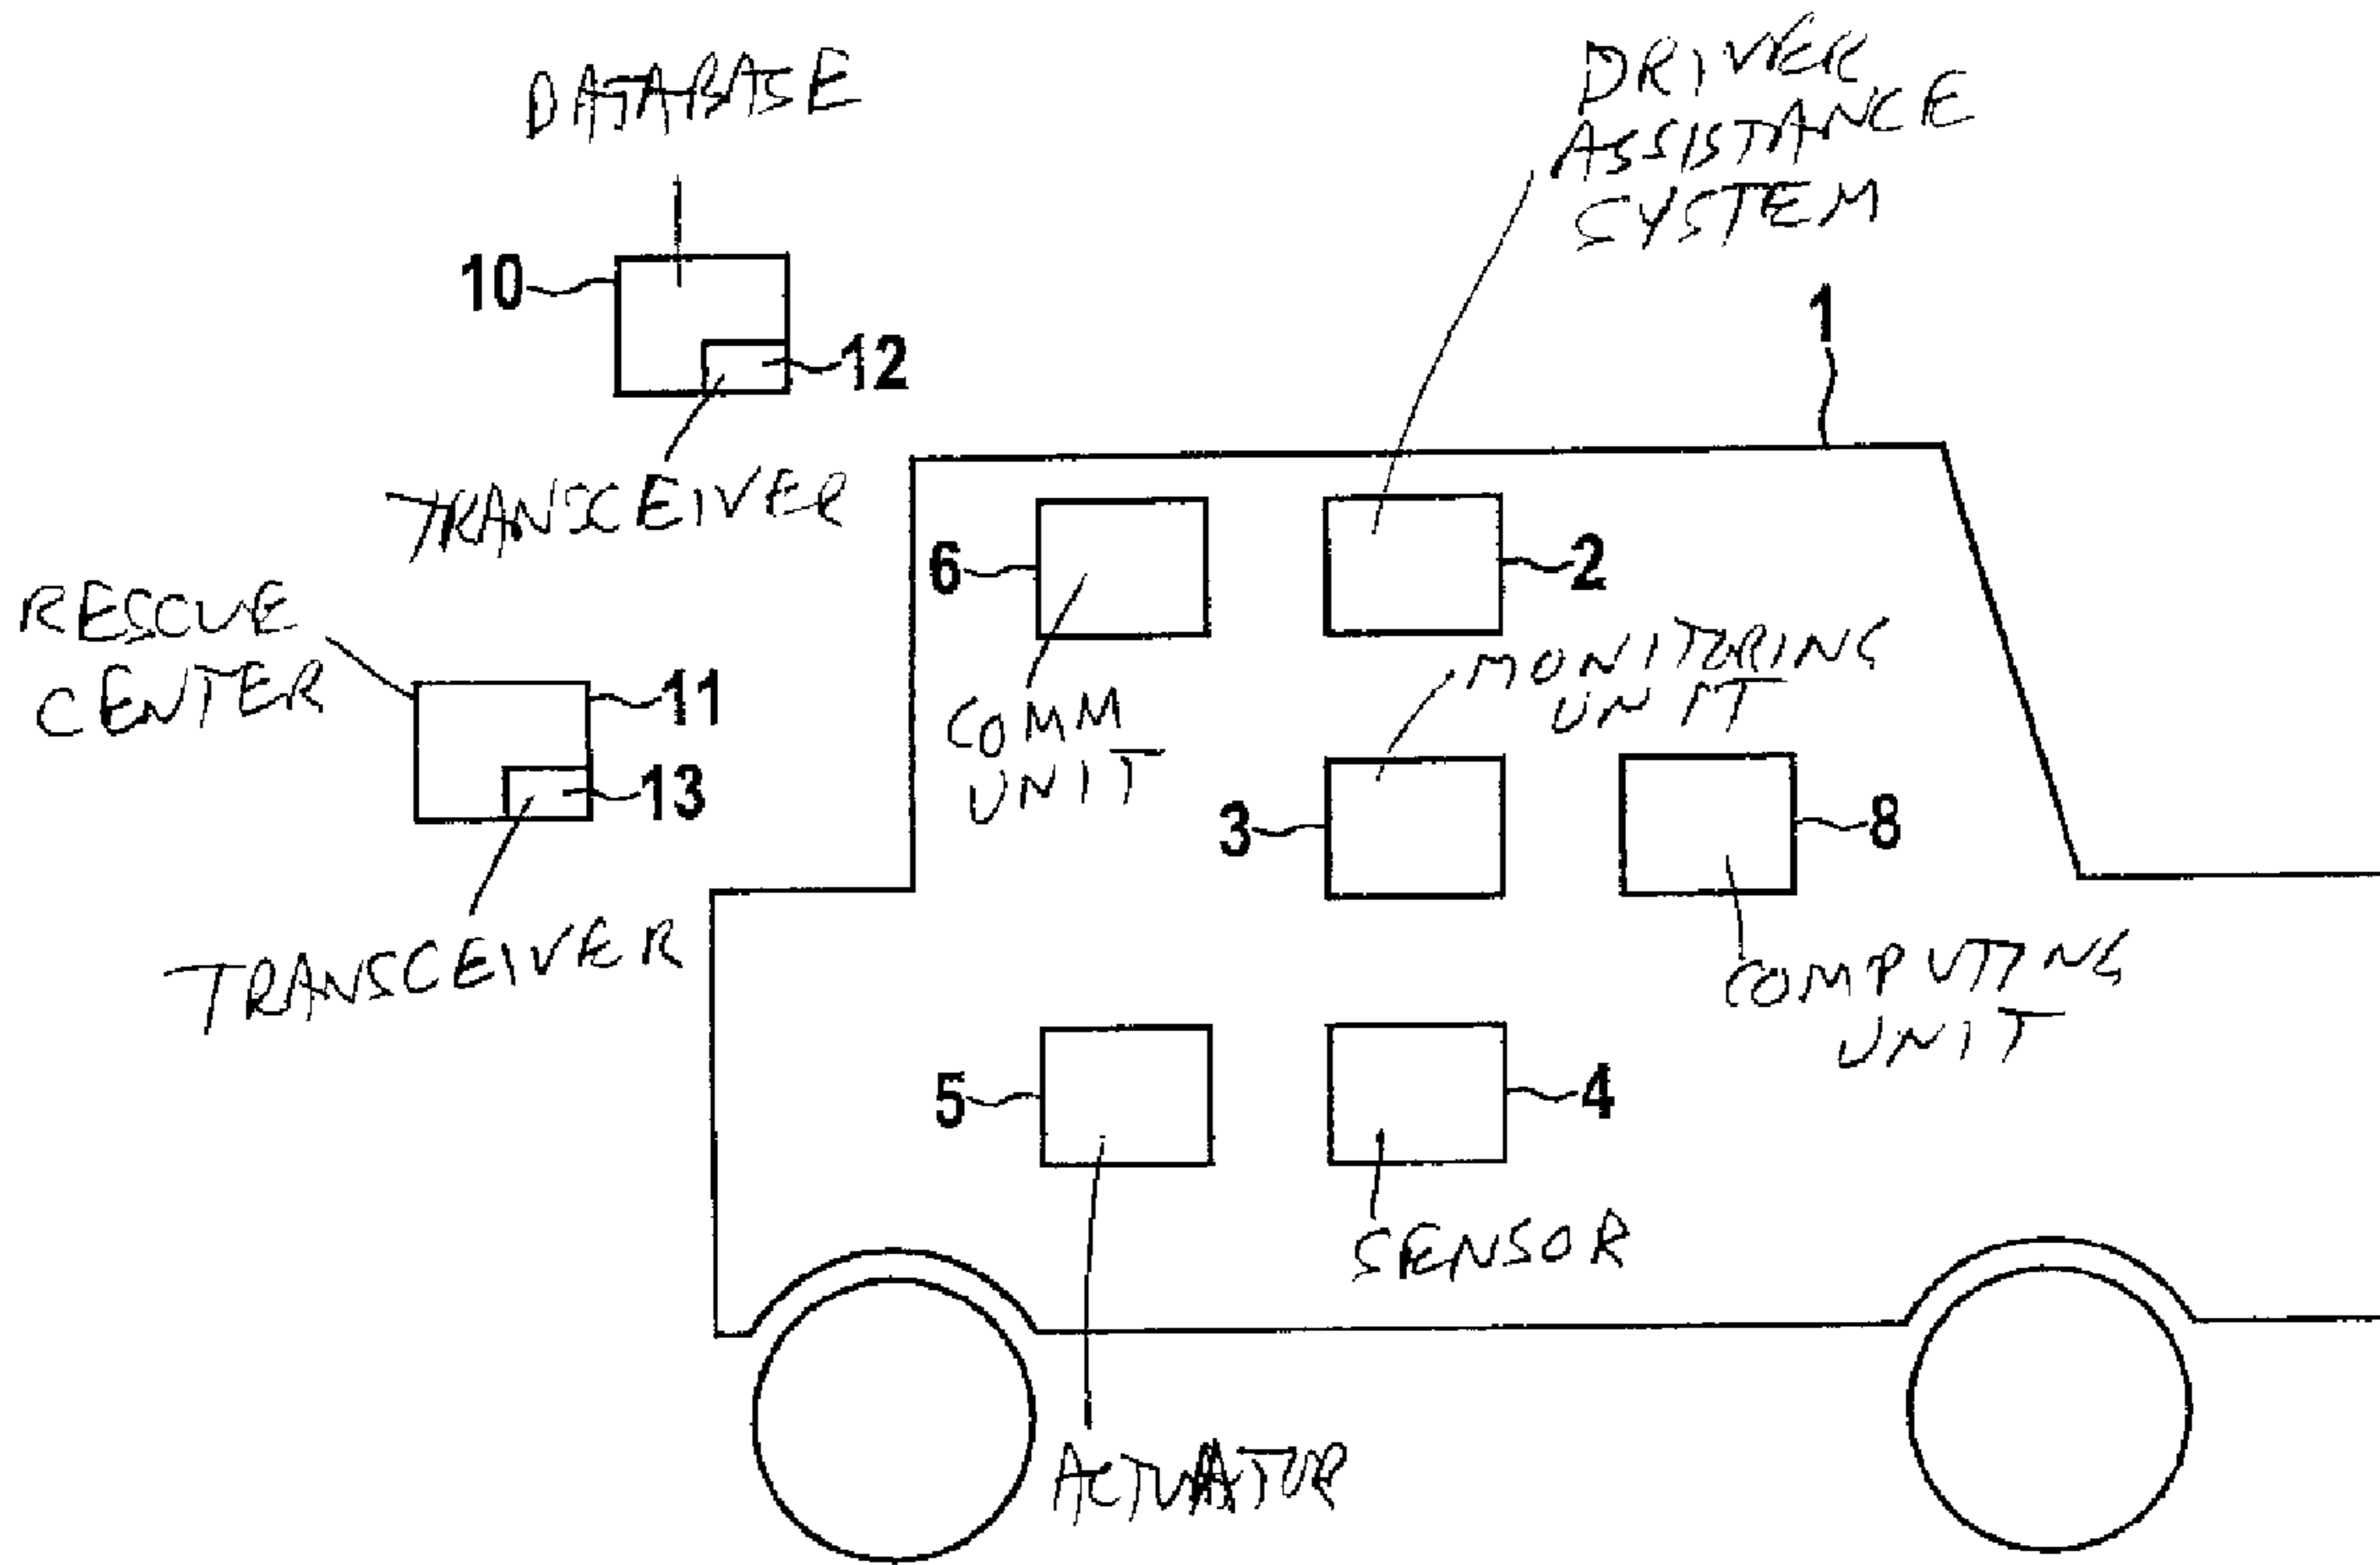 DATABASE
DRIVER
ASSISTANCE
SYSTEM
10
12
1
TRANSCEIVER
6
2
RESCUE
CENTER
11
MONITORING
UNIT
COMM
UNIT
13
3
8
TRANSCEIVER
COMPUTING
UNIT
5
4
SENSOR
ACTUATOR